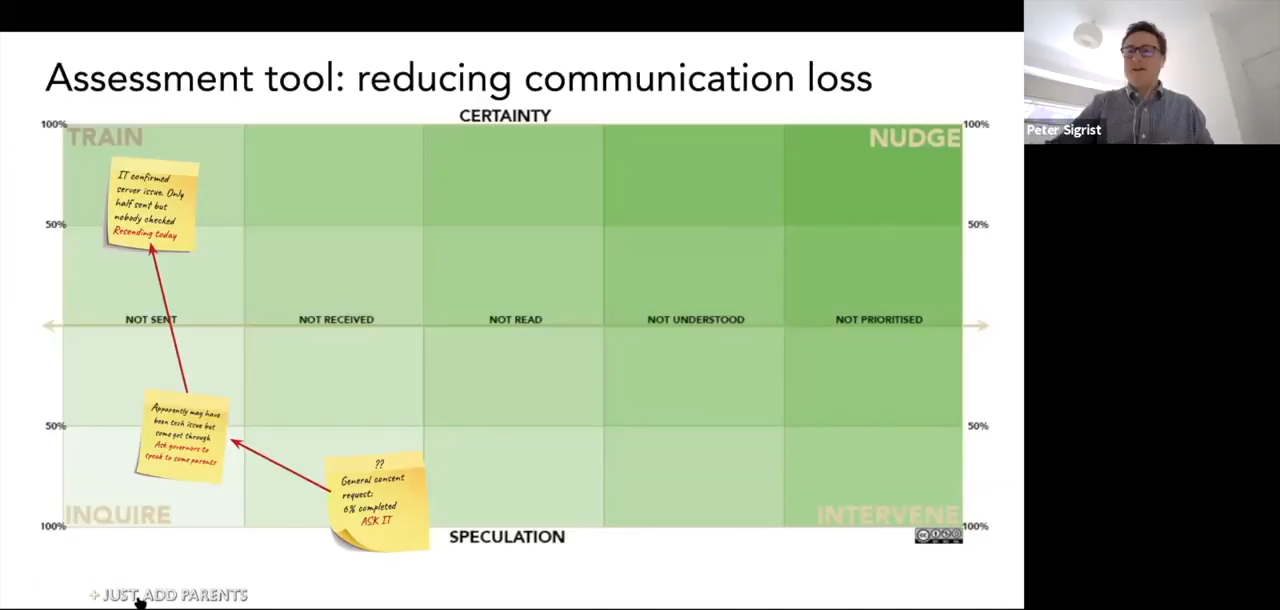 Assessment tool: reducing communication loss
CERTAINTY
100%
100%
TRAIN
NUDGE
Peter Sigrist
IT confirmed
server issue. Only
half sent but
nobody checked
Resending today
50%
50%
NOT SENT
NOT RECEIVED
NOT READ
NOT UNDERSTOOD
NOT PRIORITISED
Apparently may have
been tech issue but
some got through
Ask governors to
speak to some parents
50%
50%
??
General consent
request:
6% completed
ASK IT
INQUIRE
INTERVENE
100%
100%
SPECULATION
+ JUST ADD PARENTS